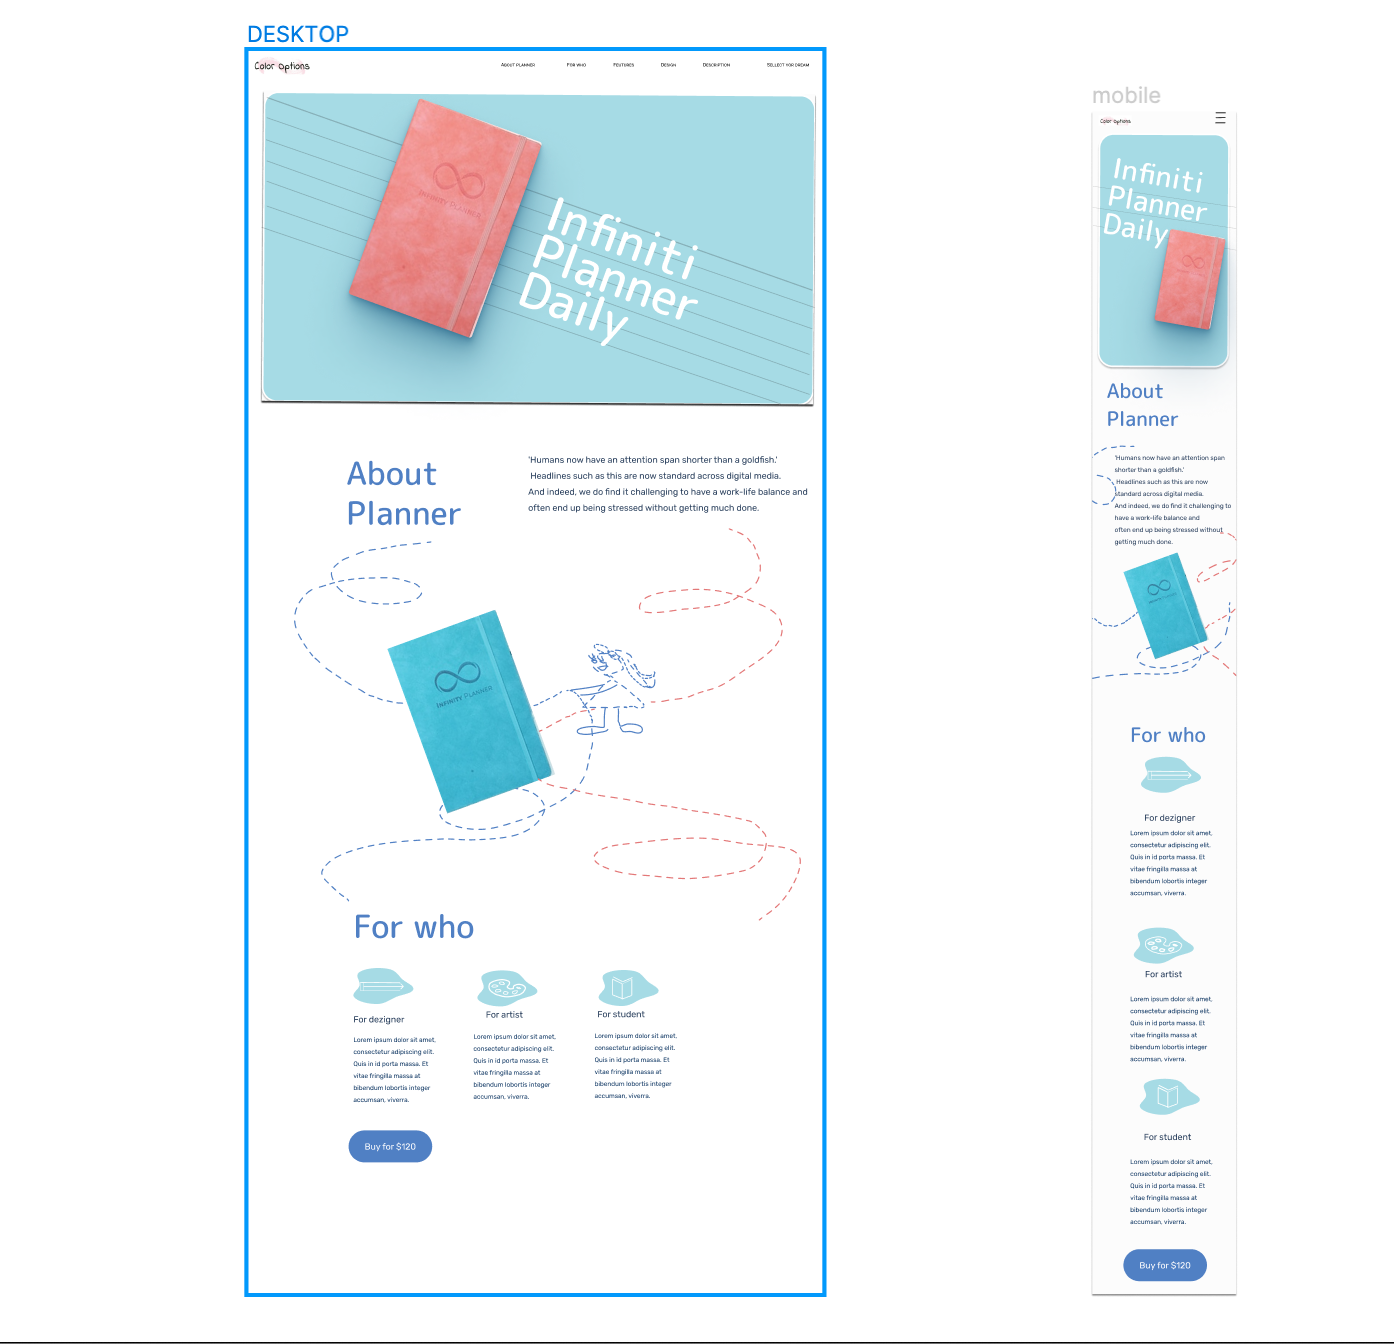 DESKTOP
Color options
About planner For who Feutures Design Description Sellect yor dream
Infinity Planner
Infiniti
Planner
Daily
About
Planner
'Humans now have an attention span shorter than a goldfish.'
Headlines such as this are now standard across digital media.
And indeed, we do find it challenging to have a work-life balance and
often end up being stressed without getting much done.
Infinity Planner
For who
For dezigner
Lorem ipsum dolor sit amet,
consectetur adipiscing elit.
Quis in id porta massa. Et
vitae fringilla massa at
bibendum lobortis integer
accumsan, viverra.
For artist
Lorem ipsum dolor sit amet,
consectetur adipiscing elit.
Quis in id porta massa. Et
vitae fringilla massa at
bibendum lobortis integer
accumsan, viverra.
For student
Lorem ipsum dolor sit amet,
consectetur adipiscing elit.
Quis in id porta massa. Et
vitae fringilla massa at
bibendum lobortis integer
accumsan, viverra.
Buy for $120
mobile
Color options
Infiniti
Planner
Daily
About
Planner
'Humans now have an attention span
shorter than a goldfish.'
Headlines such as this are now
standard across digital media.
And indeed, we do find it challenging to
have a work-life balance and
often end up being stressed without
getting much done.
Infinity Planner
For who
For dezigner
Lorem ipsum dolor sit amet,
consectetur adipiscing elit.
Quis in id porta massa. Et
vitae fringilla massa at
bibendum lobortis integer
accumsan, viverra.
For artist
Lorem ipsum dolor sit amet,
consectetur adipiscing elit.
Quis in id porta massa. Et
vitae fringilla massa at
bibendum lobortis integer
accumsan, viverra.
For student
Lorem ipsum dolor sit amet,
consectetur adipiscing elit.
Quis in id porta massa. Et
vitae fringilla massa at
bibendum lobortis integer
accumsan, viverra.
Buy for $120